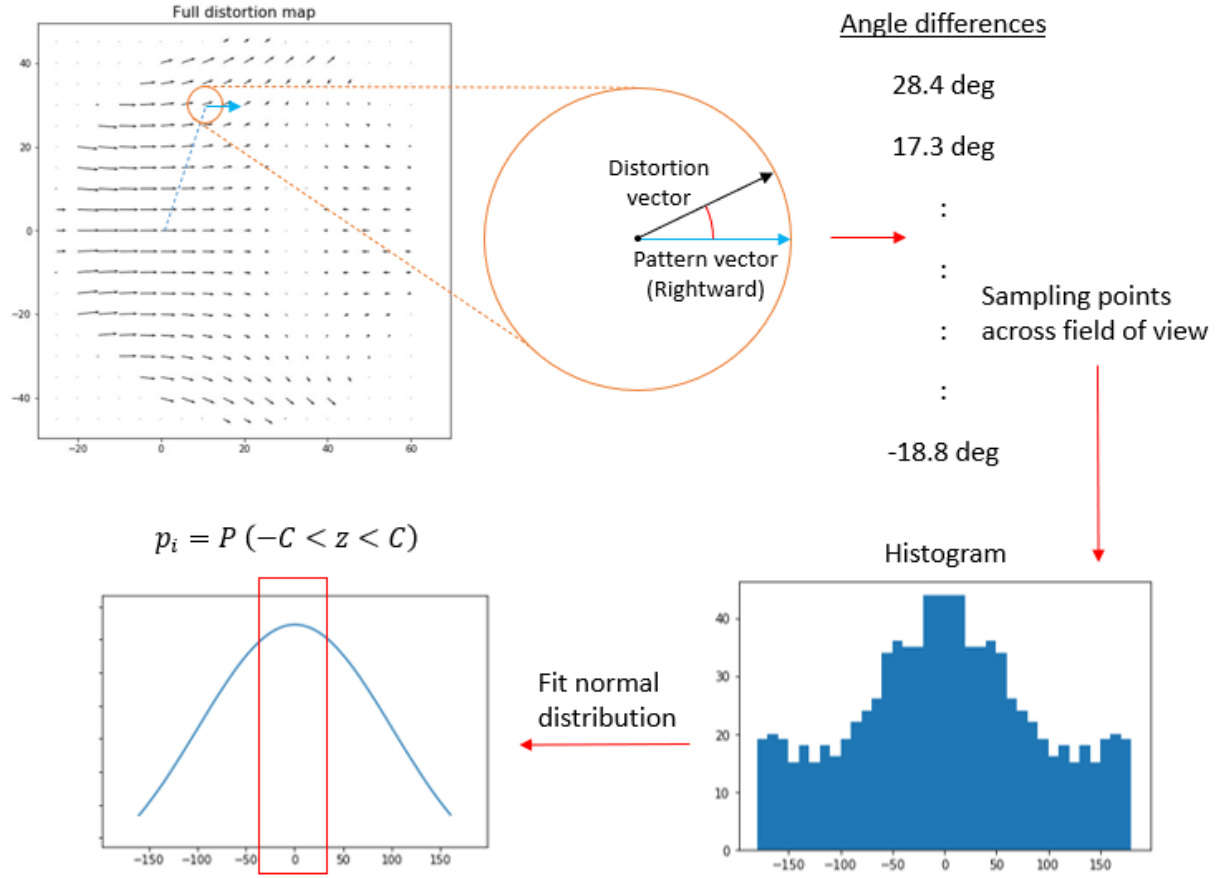 Full distortion map
40
20
0
−20
−40
−20
0
20
40
60
Distortion
vector
Pattern vector
(Rightward)
Angle differences
28.4 deg
17.3 deg
:
:
:
:
-18.8 deg
Sampling points
across field of view
Histogram
40
30
20
10
0
−150
−100
−50
0
50
100
150
Fit normal
distribution
p_i = P (−C < z < C)
−150
−100
−50
0
50
100
150